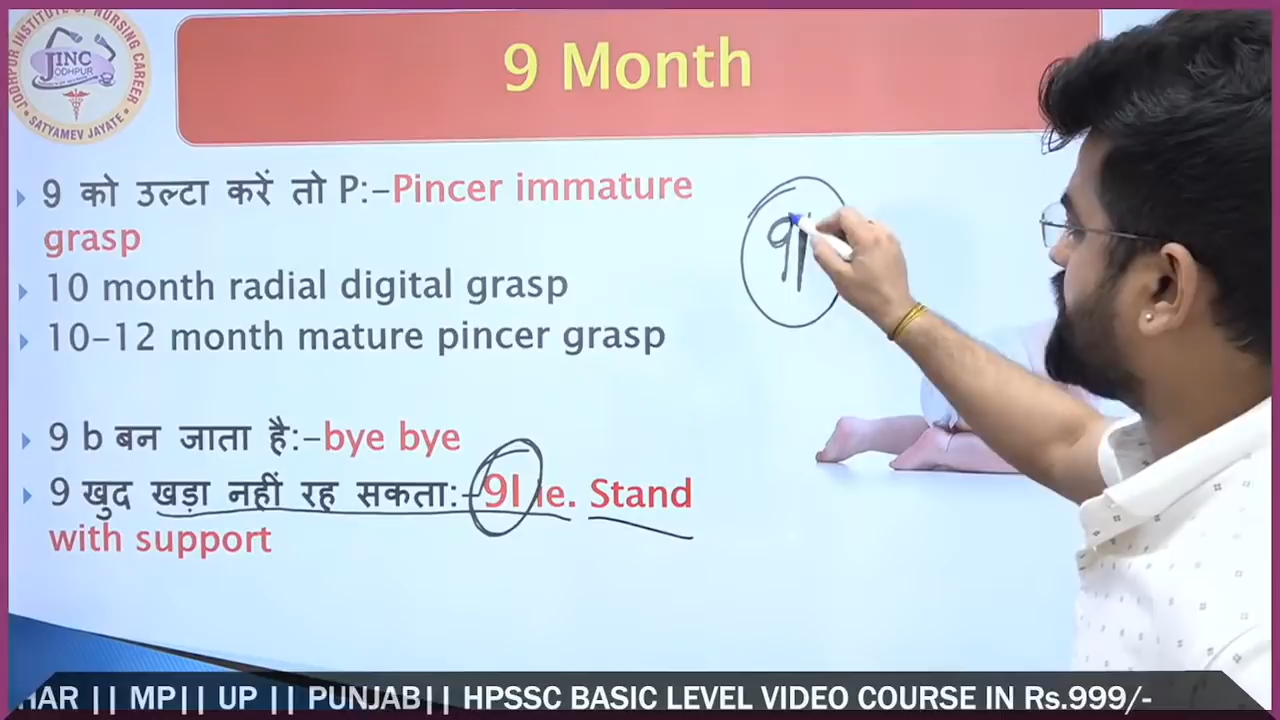 JODHPUR INSTITUTE OF NURSING CAREER
JINC
JODHPUR
SATYAMEV JAYATE
9 Month
9 को उल्टा करें तो P:-Pincer immature
grasp
10 month radial digital grasp
10-12 month mature pincer grasp
9 b बन जाता है:-bye bye
9 खुद खड़ा नहीं रह सकता:-9I ie. Stand
with support
9I
HAR || MP|| UP || PUNJAB|| HPSSC BASIC LEVEL VIDEO COURSE IN Rs.999/-